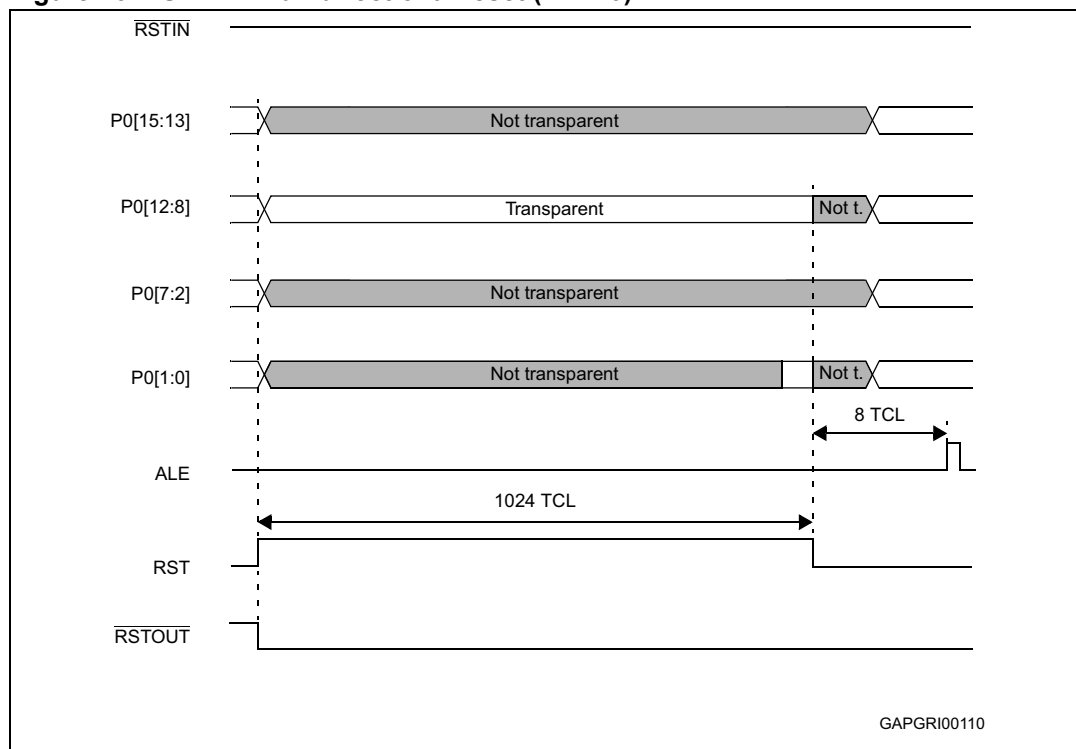 RSTIN
P0[15:13] Not transparent
P0[12:8] Transparent Not t.
P0[7:2] Not transparent
P0[1:0] Not transparent Not t.
8 TCL
ALE
1024 TCL
RST
RSTOUT
GAPGRI00110